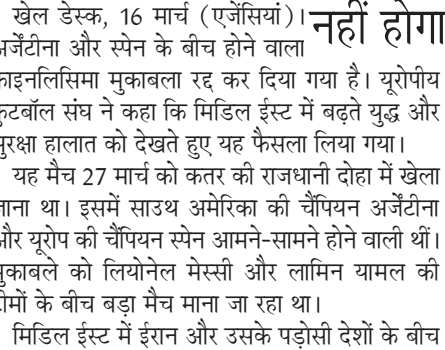 खेल डेस्क, 16 मार्च (एजेंसियां)।
नहीं होगा
अर्जेंटीना और स्पेन के बीच होने वाला
फाइनलिसिमा मुकाबला रद्द कर दिया गया है। यूरोपीय
फुटबॉल संघ ने कहा कि मिडिल ईस्ट में बढ़ते युद्ध और
सुरक्षा हालात को देखते हुए यह फैसला लिया गया।
यह मैच 27 मार्च को कतर की राजधानी दोहा में खेला
जाना था। इसमें साउथ अमेरिका की चैंपियन अर्जेंटीना
और यूरोप की चैंपियन स्पेन आमने-सामने होने वाली थीं।
मुकाबले को लियोनेल मेस्सी और लामिन यामल की
टीमों के बीच बड़ा मैच माना जा रहा था।
मिडिल ईस्ट में ईरान और उसके पड़ोसी देशों के बीच